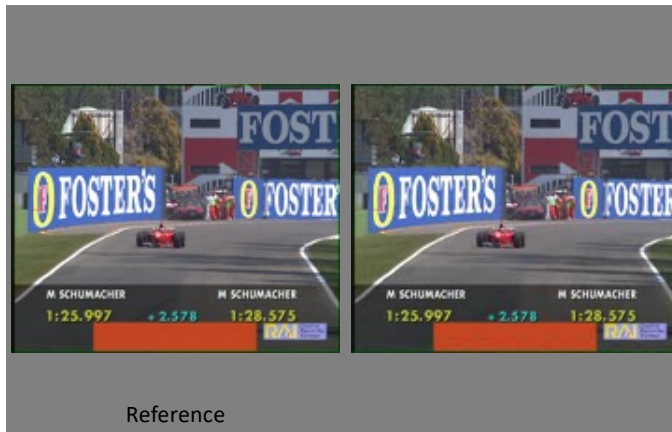 FOST
FOSTER'S
FOSTER
M SCHUMACHER M SCHUMACHER
1:25.997 + 2.578 1:28.575
RAI
FOST
FOSTER'S
FOSTER
M SCHUMACHER M SCHUMACHER
1:25.997 + 2.578 1:28.575
RAI
Reference